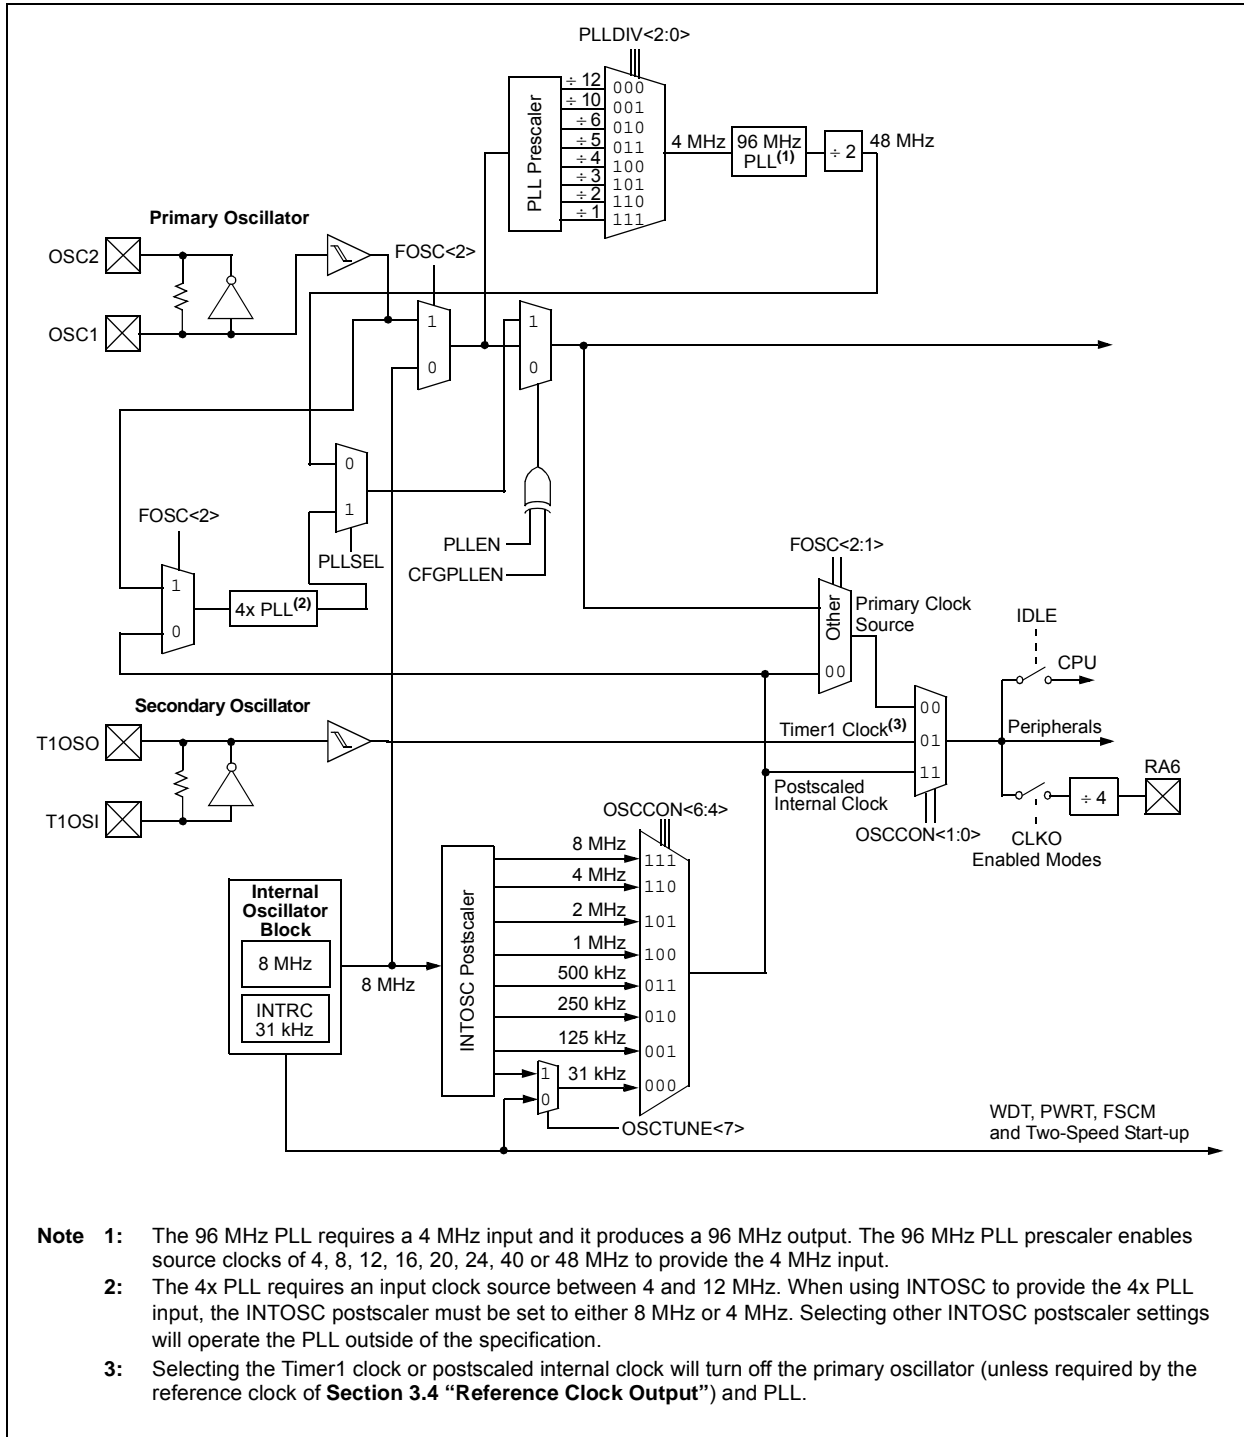 PLLDIV<2:0>
PLL Prescaler
÷ 12
÷ 10
÷ 6
÷ 5
÷ 4
÷ 3
÷ 2
÷ 1
000
001
010
011
100
101
110
111
4 MHz
96 MHz
PLL(1)
÷ 2
48 MHz
Primary Oscillator
OSC2
OSC1
FOSC<2>
1
0
1
0
0
1
PLLSEL
PLLEN
CFGPLLEN
FOSC<2>
1
0
4x PLL(2)
FOSC<2:1>
Other
00
Primary Clock
Source
IDLE
CPU
Secondary Oscillator
T1OSO
T1OSI
Timer1 Clock(3)
00
01
11
Peripherals
Postscaled
Internal Clock
OSCCON<1:0>
RA6
÷ 4
CLKO
Enabled Modes
OSCCON<6:4>
Internal
Oscillator
Block
8 MHz
INTRC
31 kHz
8 MHz
INTOSC Postscaler
8 MHz
4 MHz
2 MHz
1 MHz
500 kHz
250 kHz
125 kHz
31 kHz
1
0
111
110
101
100
011
010
001
000
OSCTUNE<7>
WDT, PWRT, FSCM
and Two-Speed Start-up
Note 1: The 96 MHz PLL requires a 4 MHz input and it produces a 96 MHz output. The 96 MHz PLL prescaler enables
source clocks of 4, 8, 12, 16, 20, 24, 40 or 48 MHz to provide the 4 MHz input.
2: The 4x PLL requires an input clock source between 4 and 12 MHz. When using INTOSC to provide the 4x PLL
input, the INTOSC postscaler must be set to either 8 MHz or 4 MHz. Selecting other INTOSC postscaler settings
will operate the PLL outside of the specification.
3: Selecting the Timer1 clock or postscaled internal clock will turn off the primary oscillator (unless required by the
reference clock of Section 3.4 “Reference Clock Output”) and PLL.